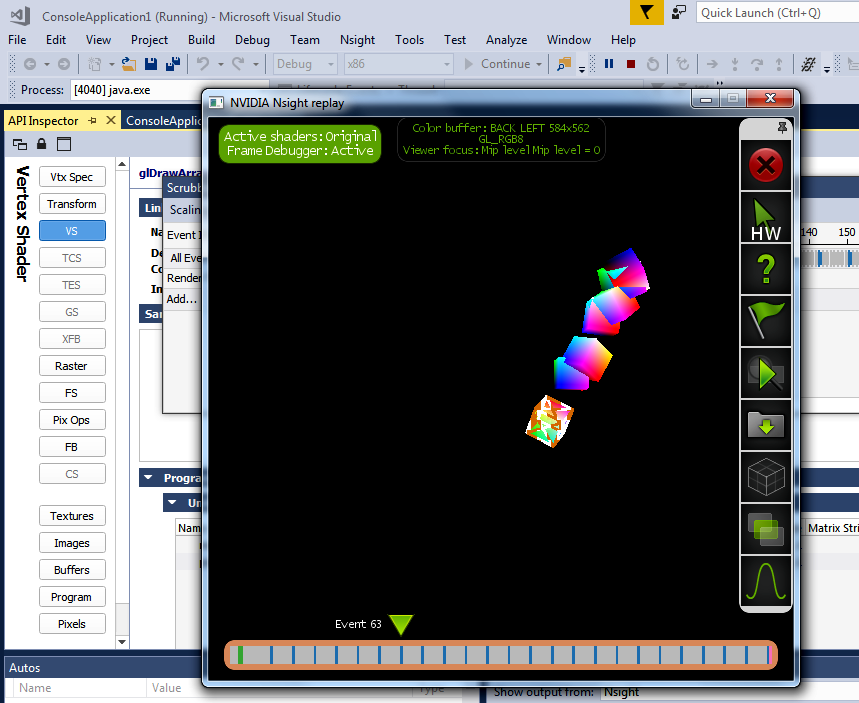 ConsoleApplication1 (Running) - Microsoft Visual Studio
Quick Launch (Ctrl+Q)
File Edit View Project Build Debug Team Nsight Tools Test Analyze Window Help
Debug x86 Continue
Process: [4040] java.exe
API Inspector ConsoleApplic
NVIDIA Nsight replay
Active shaders: Original
Frame Debugger: Active
Color buffer: BACK LEFT 584x562
GL_RGB8
Viewer focus: Mip level Mip level = 0
Vertex Shader
Vtx Spec
Transform
VS
TCS
TES
GS
XFB
Raster
FS
Pix Ops
FB
CS
Textures
Images
Buffers
Program
Pixels
glDrawArra
Scrubb
Lin
Scaling
Na
Event I
De
All Eve
Co
Render
In
Add...
Sar
HW
?
140 150
Progra
Un
Nam
Matrix Stri
Event 63
Autos
Name Value Type
Show output from: Nsight